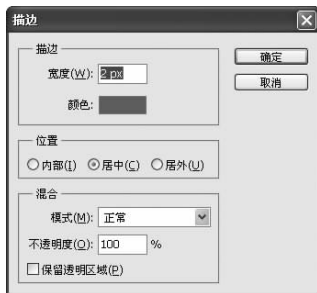 描边
描边
宽度(W): 2 px
确定
取消
颜色:
位置
内部(I) 居中(C) 居外(U)
混合
模式(M): 正常
不透明度(O): 100 %
保留透明区域(P)